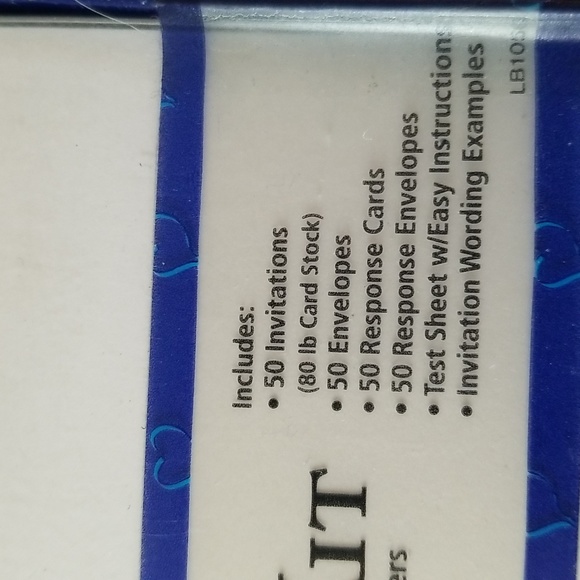 Includes:
• 50 Invitations
(80 lb Card Stock)
• 50 Envelopes
• 50 Response Cards
• 50 Response Envelopes
• Test Sheet w/Easy Instructions
• Invitation Wording Examples